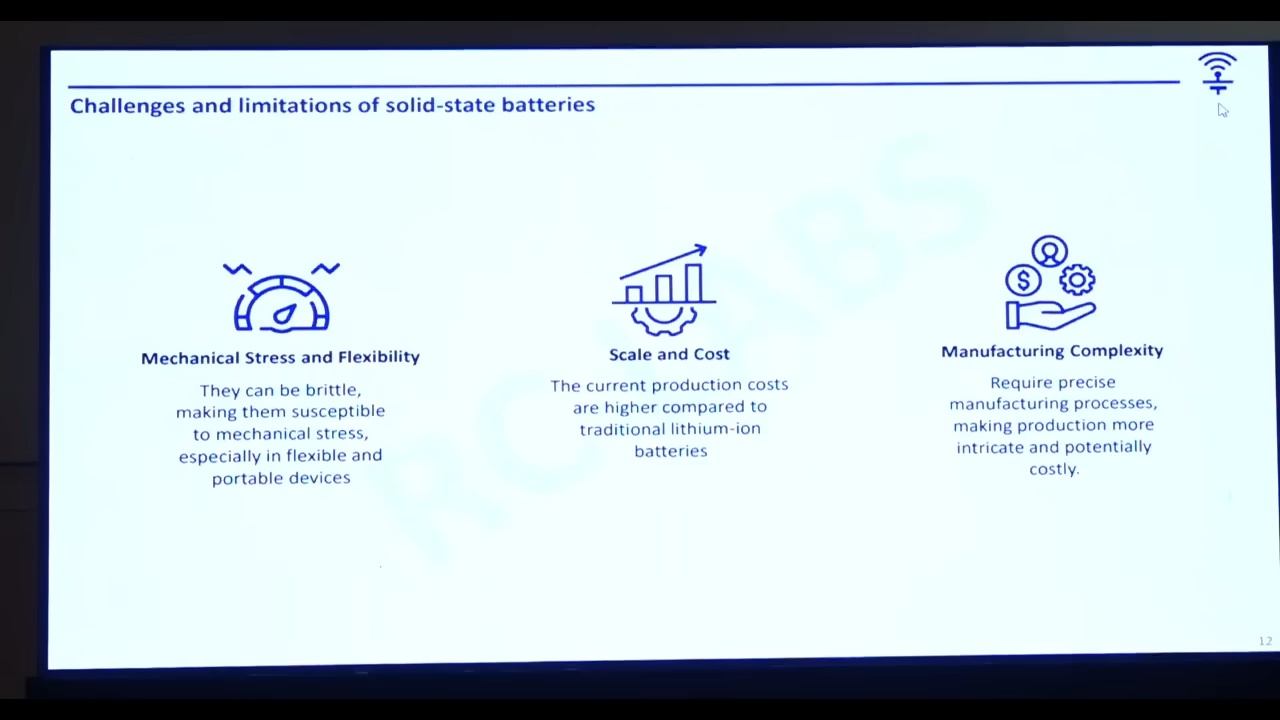 Challenges and limitations of solid-state batteries
Mechanical Stress and Flexibility
They can be brittle,
making them susceptible
to mechanical stress,
especially in flexible and
portable devices
$
Scale and Cost
The current production costs
are higher compared to
traditional lithium-ion
batteries
$
Manufacturing Complexity
Require precise
manufacturing processes,
making production more
intricate and potentially
costly.
12